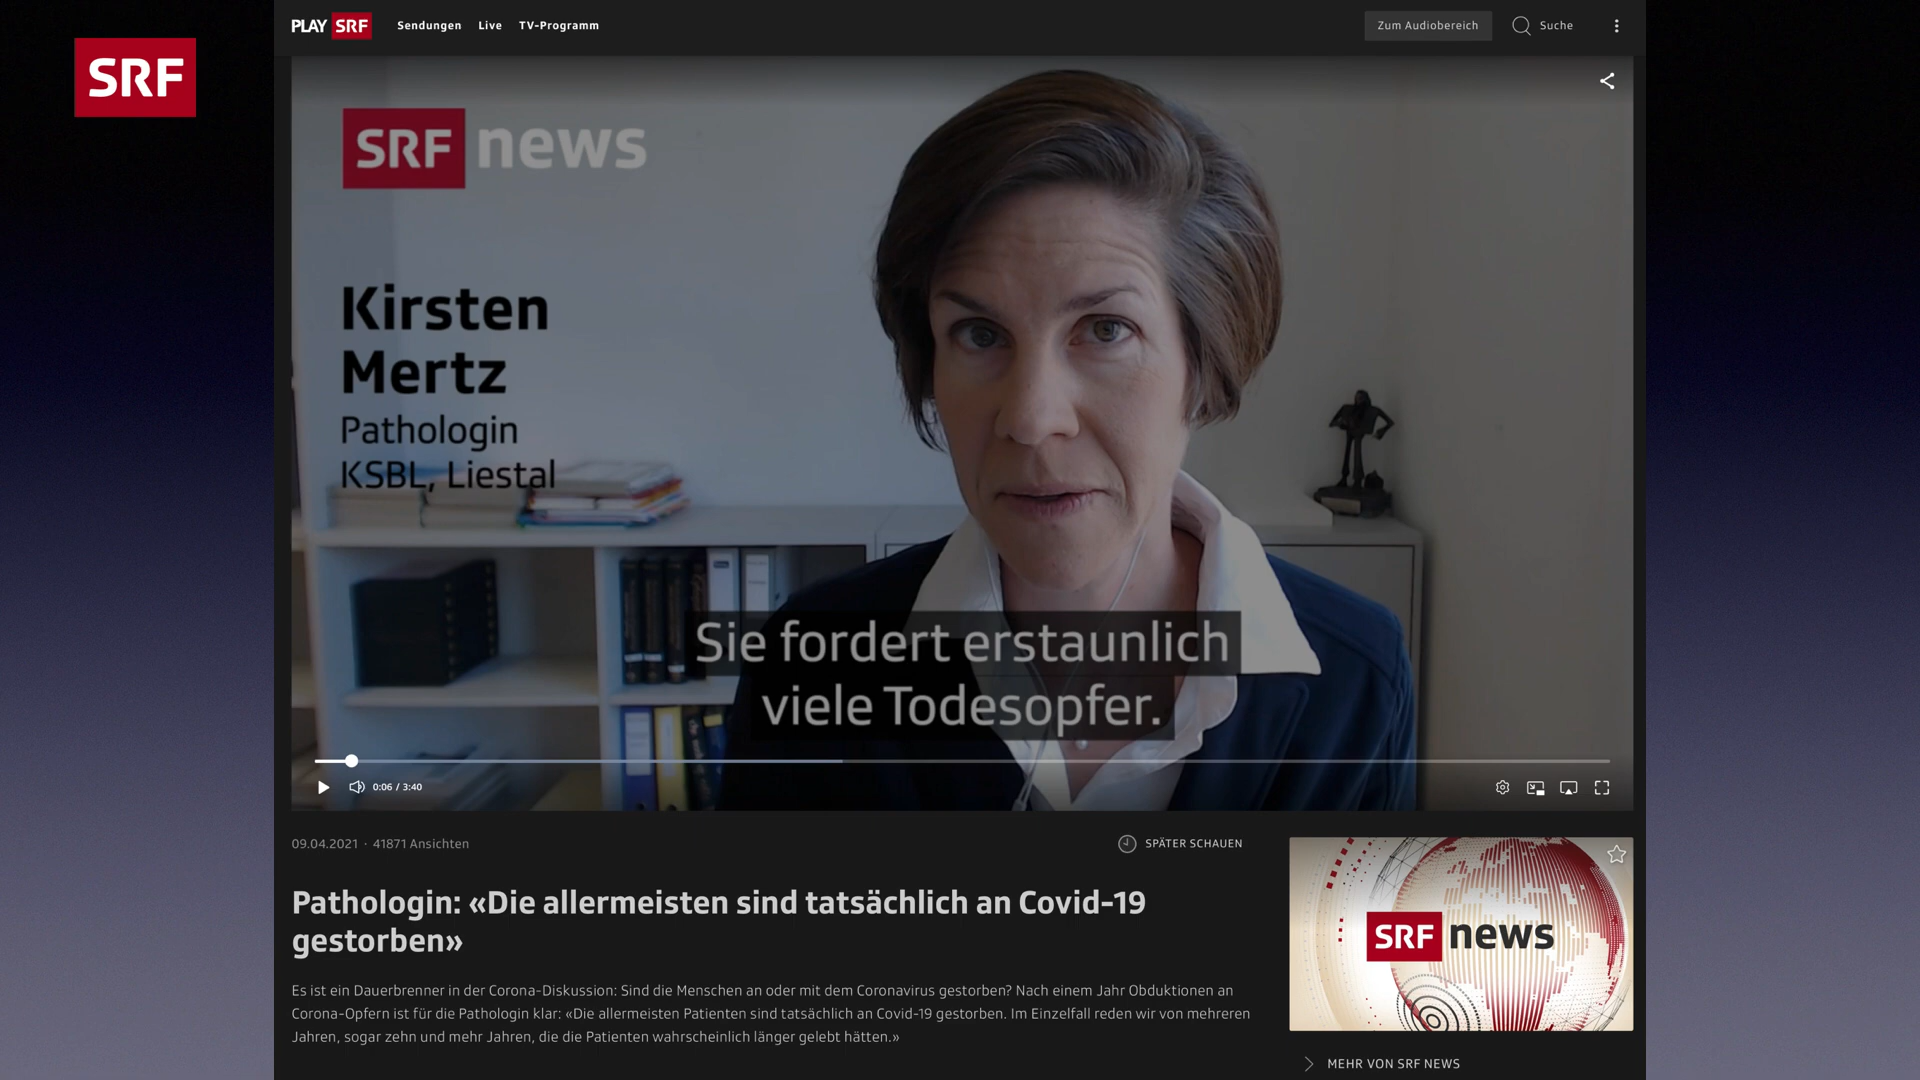 SRF
PLAY SRF
Sendungen Live TV-Programm
Zum Audiobereich
Suche
SRF news
Kirsten
Mertz
Pathologin
KSBL, Liestal
Sie fordert erstaunlich
viele Todesopfer.
0:06 / 3:40
09.04.2021 · 41871 Ansichten
SPÄTER SCHAUEN
Pathologin: «Die allermeisten sind tatsächlich an Covid-19
gestorben»
Es ist ein Dauerbrenner in der Corona-Diskussion: Sind die Menschen an oder mit dem Coronavirus gestorben? Nach einem Jahr Obduktionen an
Corona-Opfern ist für die Pathologin klar: «Die allermeisten Patienten sind tatsächlich an Covid-19 gestorben. Im Einzelfall reden wir von mehreren
Jahren, sogar zehn und mehr Jahren, die die Patienten wahrscheinlich länger gelebt hätten.»
SRF news
MEHR VON SRF NEWS